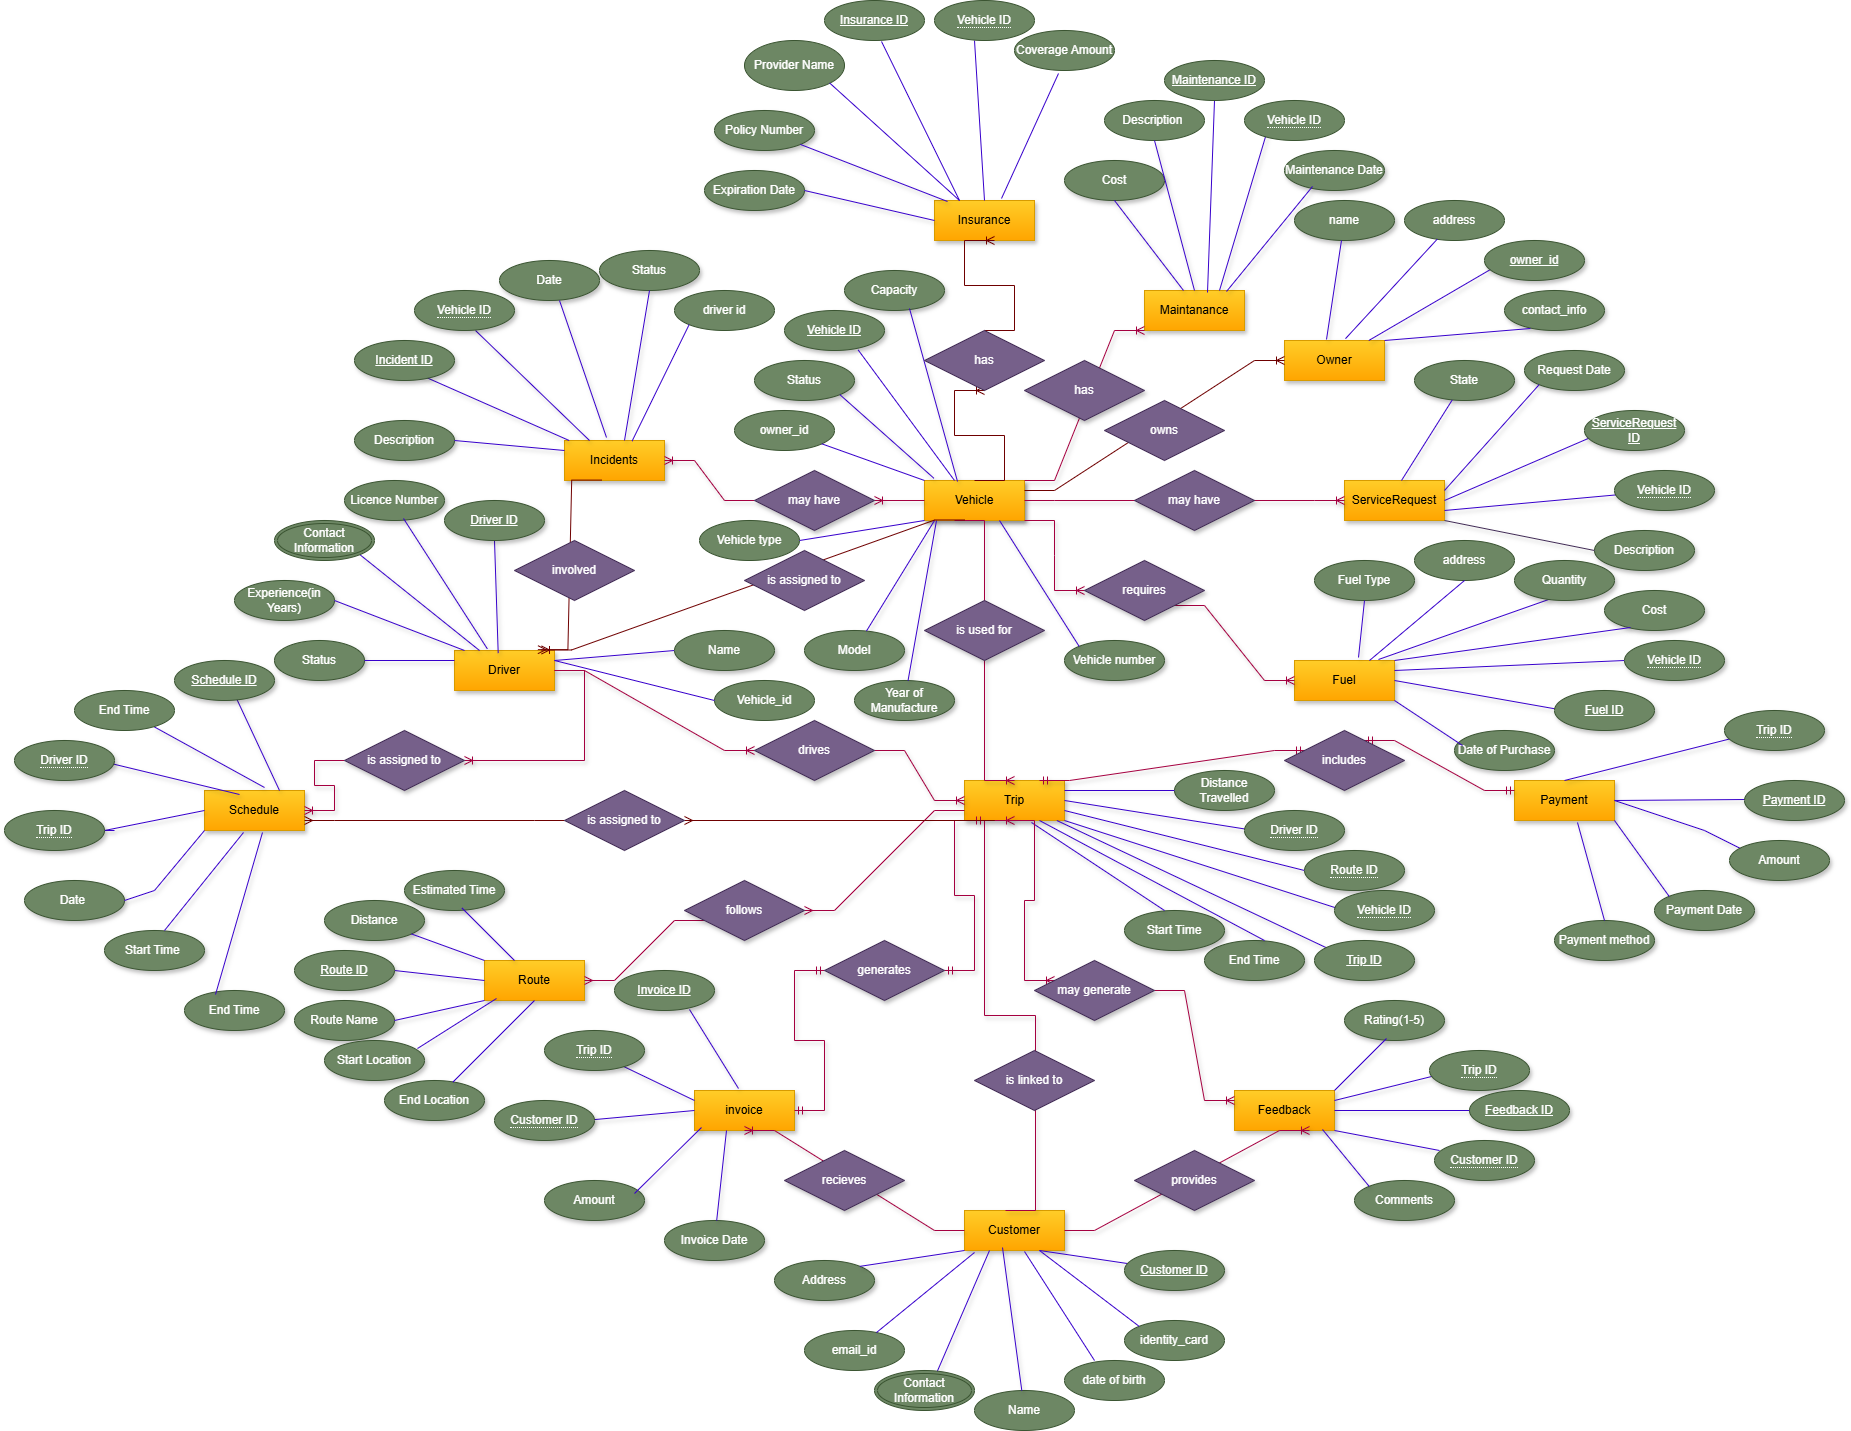 Insurance ID
Vehicle ID
Coverage Amount
Provider Name
Policy Number
Expiration Date
Insurance
Maintenance ID
Description
Vehicle ID
Cost
Maintenance Date
Maintanance
name
address
owner_id
contact_info
Owner
Status
Date
Vehicle ID
driver id
Incident ID
Description
Incidents
Capacity
Vehicle ID
Status
owner_id
has
has
owns
State
Request Date
ServiceRequest
ID
Vehicle ID
Description
ServiceRequest
may have
Vehicle
may have
Licence Number
Driver ID
Contact
Information
Experience(in
Years)
Status
involved
Vehicle type
is assigned to
requires
is used for
Model
Year of
Manufacture
Vehicle number
Fuel Type
address
Quantity
Cost
Vehicle ID
Fuel ID
Date of Purchase
Fuel
Driver
Name
Vehicle_id
Schedule ID
End Time
Driver ID
Trip ID
Date
Start Time
End Time
Schedule
is assigned to
drives
is assigned to
includes
Trip
Distance
Travelled
Driver ID
Route ID
Vehicle ID
Trip ID
End Time
Start Time
Trip ID
Payment ID
Amount
Payment Date
Payment method
Payment
Estimated Time
Distance
Route ID
Route Name
Start Location
End Location
Route
follows
generates
may generate
is linked to
Invoice ID
Trip ID
Customer ID
Amount
Invoice Date
invoice
recieves
provides
Rating(1-5)
Trip ID
Feedback ID
Customer ID
Comments
Feedback
Customer
Address
email_id
Contact
Information
Name
date of birth
identity_card
Customer ID